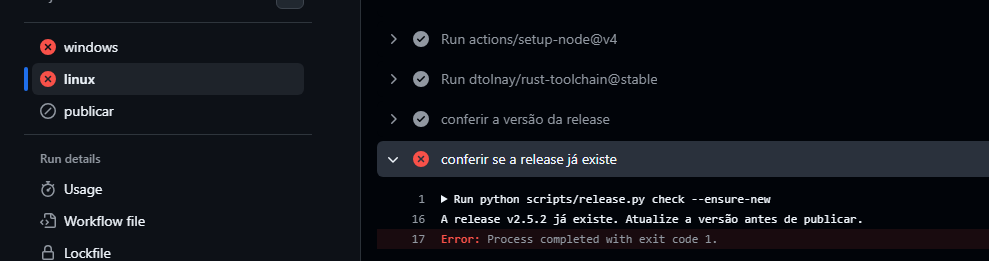 windows
linux
publicar
Run details
Usage
Workflow file
Lockfile
Run actions/setup-node@v4
Run dtolnay/rust-toolchain@stable
conferir a versão da release
conferir se a release já existe
1 Run python scripts/release.py check --ensure-new
16 A release v2.5.2 já existe. Atualize a versão antes de publicar.
17 Error: Process completed with exit code 1.